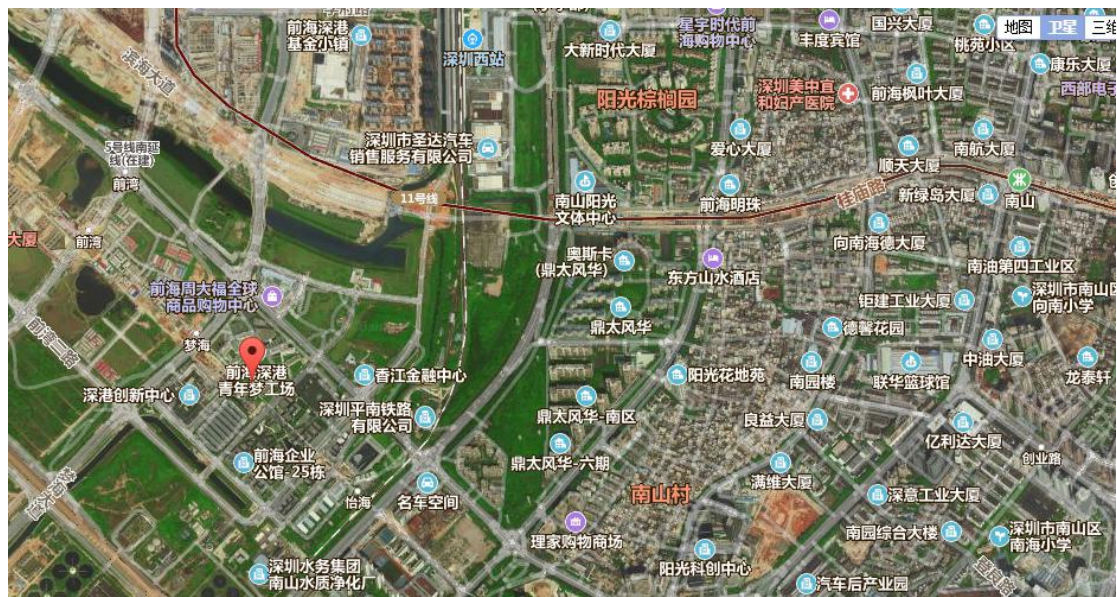 前海深港
基金小镇
深圳西站
大新时代大厦
星宇时代前
海购物中心
丰度宾馆
国兴大厦
地图
卫星
三维
桃苑小区
康乐大厦
西部电子
滨海大道
阳光棕榈园
深圳美中宜
和妇产医院
前海枫叶大厦
5号线南延
线(在建)
前湾
深圳市圣达汽车
销售服务有限公司
爱心大厦
顺天大厦
南航大厦
11号线
南山阳光
文体中心
前海明珠
桂庙路
新绿岛大厦
南山
大厦
前湾
奥斯卡
(鼎太风华)
东方山水酒店
向南海德大厦
南油第四工业区
前海周大福全球
商品购物中心
鼎太风华
钜建工业大厦
深圳市南山区
向南小学
前湾二路
梦海
德馨花园
中油大厦
前海深港
青年梦工场
深港创新中心
香江金融中心
阳光花地苑
南园楼
联华篮球馆
龙泰轩
深圳平南铁路
有限公司
鼎太风华-南区
良益大厦
亿利达大厦
前海企业
公馆-25栋
鼎太风华-六期
满维大厦
创业路
怡海
名车空间
南山村
深意工业大厦
理家购物商场
南园综合大楼
深圳市南山区
南海小学
深圳水务集团
南山水质净化厂
阳光科创中心
汽车后产业园
登良路